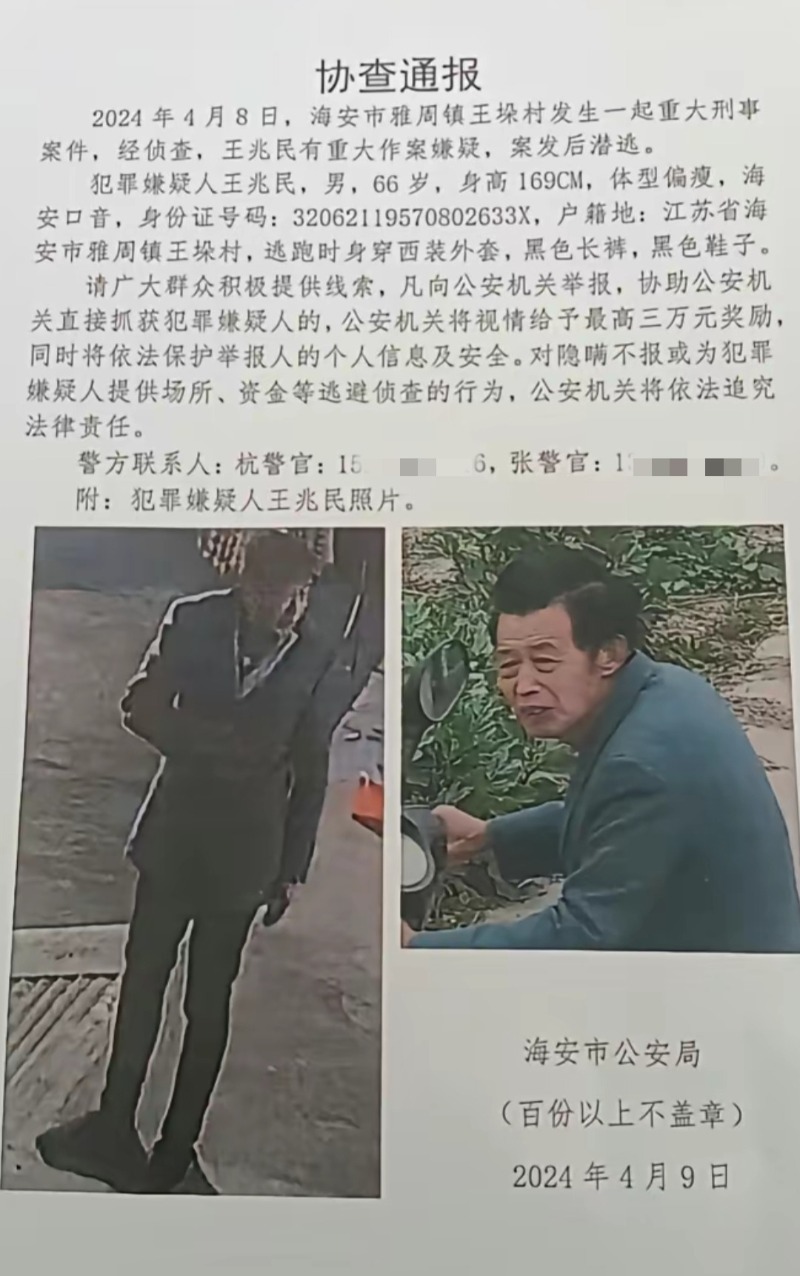 协查通报
2024 年 4 月 8 日，海安市雅周镇王垛村发生一起重大刑事
案件，经侦查，王兆民有重大作案嫌疑，案发后潜逃。
犯罪嫌疑人王兆民，男，66 岁，身高 169CM，体型偏瘦，海
安口音，身份证号码：32062119570802633X，户籍地：江苏省海
安市雅周镇王垛村，逃跑时身穿西装外套，黑色长裤，黑色鞋子。
请广大群众积极提供线索，凡向公安机关举报，协助公安机
关直接抓获犯罪嫌疑人的，公安机关将视情给予最高三万元奖励，
同时将依法保护举报人的个人信息及安全。对隐瞒不报或为犯罪
嫌疑人提供场所、资金等逃避侦查的行为，公安机关将依法追究
法律责任。
警方联系人：杭警官：15 6，张警官：1 。
附：犯罪嫌疑人王兆民照片。
海安市公安局
（百份以上不盖章）
2024 年 4 月 9 日